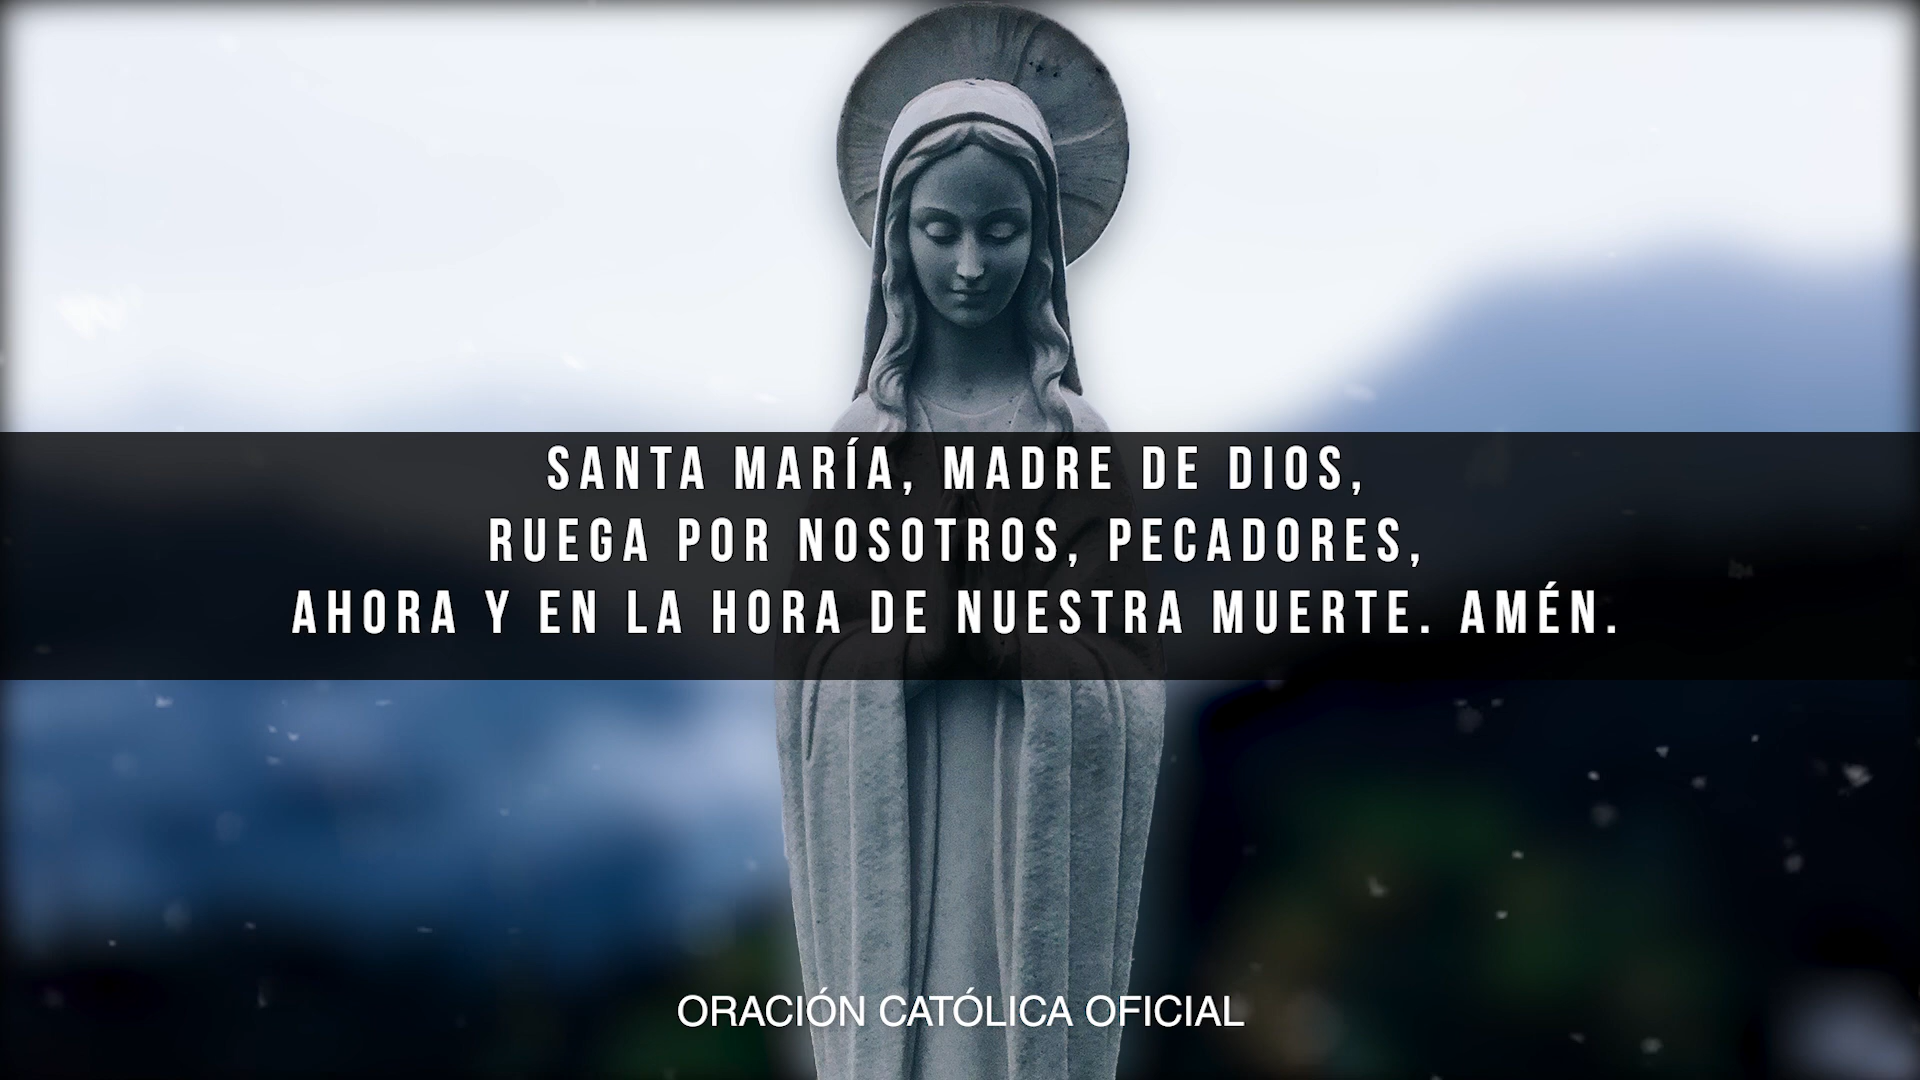 SANTA MARÍA, MADRE DE DIOS,
RUEGA POR NOSOTROS, PECADORES,
AHORA Y EN LA HORA DE NUESTRA MUERTE. AMÉN.
ORACIÓN CATÓLICA OFICIAL